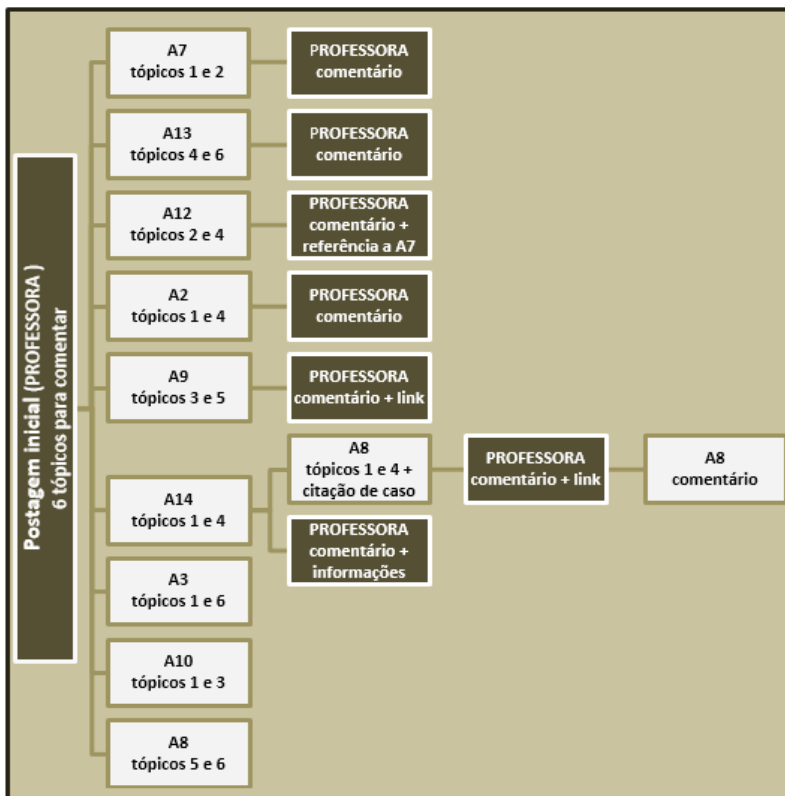 Postagem inicial (PROFESSORA )
6 tópicos para comentar
A7
tópicos 1 e 2
PROFESSORA
comentário
A13
tópicos 4 e 6
PROFESSORA
comentário
A12
tópicos 2 e 4
PROFESSORA
comentário +
referência a A7
A2
tópicos 1 e 4
PROFESSORA
comentário
A9
tópicos 3 e 5
PROFESSORA
comentário + link
A14
tópicos 1 e 4
A8
tópicos 1 e 4 +
citação de caso
PROFESSORA
comentário + link
A8
comentário
PROFESSORA
comentário +
informações
A3
tópicos 1 e 6
A10
tópicos 1 e 3
A8
tópicos 5 e 6